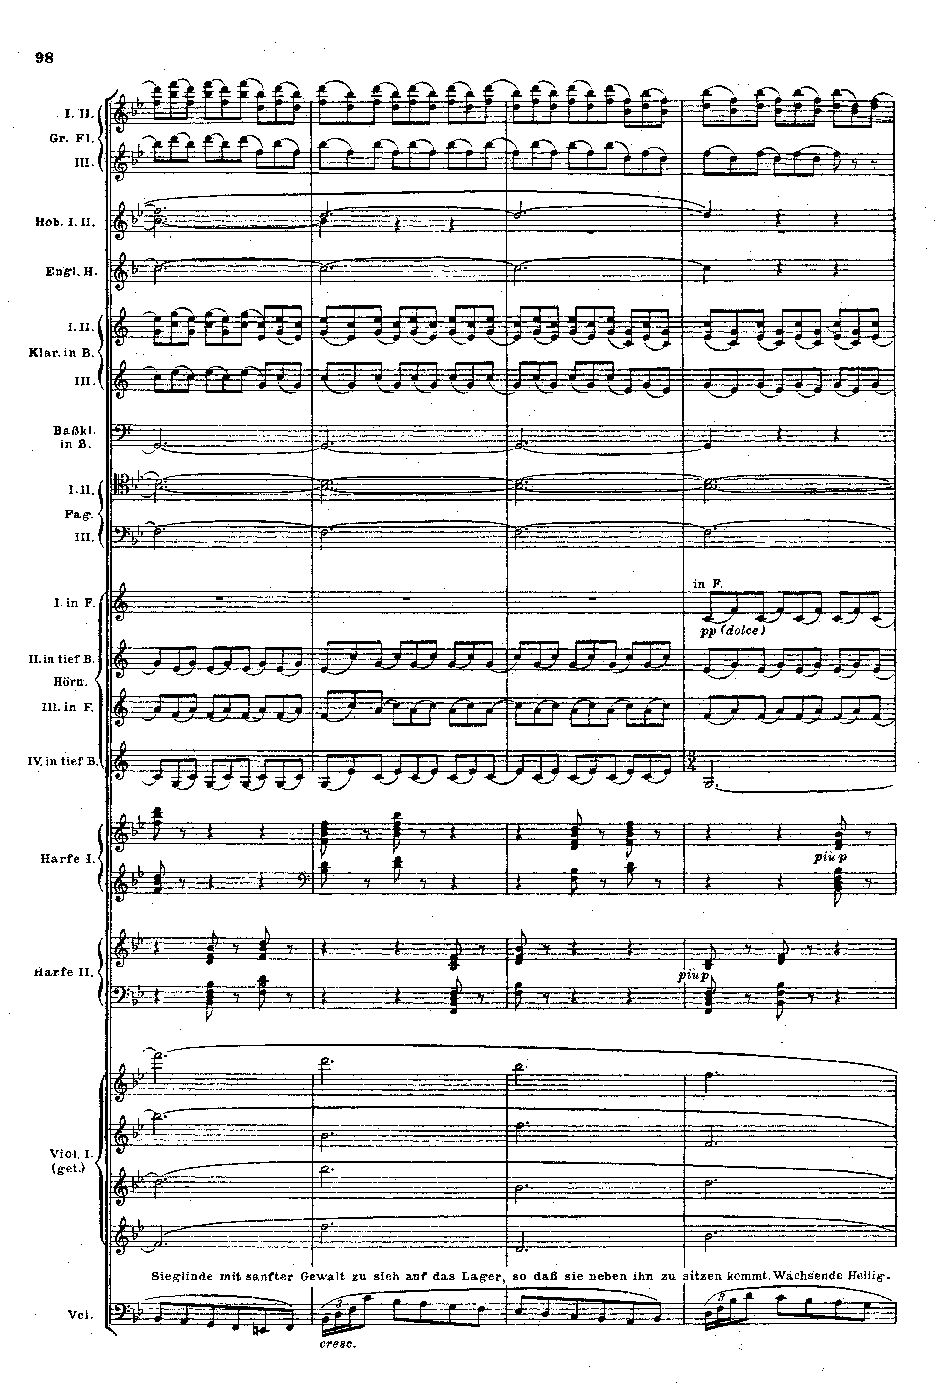 98
I. II.
Gr. Fl.
III.
Hob. I. II.
Engl. H.
I. II.
Klar. in B.
III.
Baßkl.
in B.
I. II.
Fag.
III.
in F.
I. in F.
pp (dolce)
II. in tief B.
Hörn.
III. in F.
IV. in tief B.
Harfe I.
più p
Harfe II.
più p
Viol. I.
(get.)
Sieglinde mit sanfter Gewalt zu sich auf das Lager, so daß sie neben ihn zu sitzen kommt. Wachsende Hellig-
Vcl.
3
3
cresc.